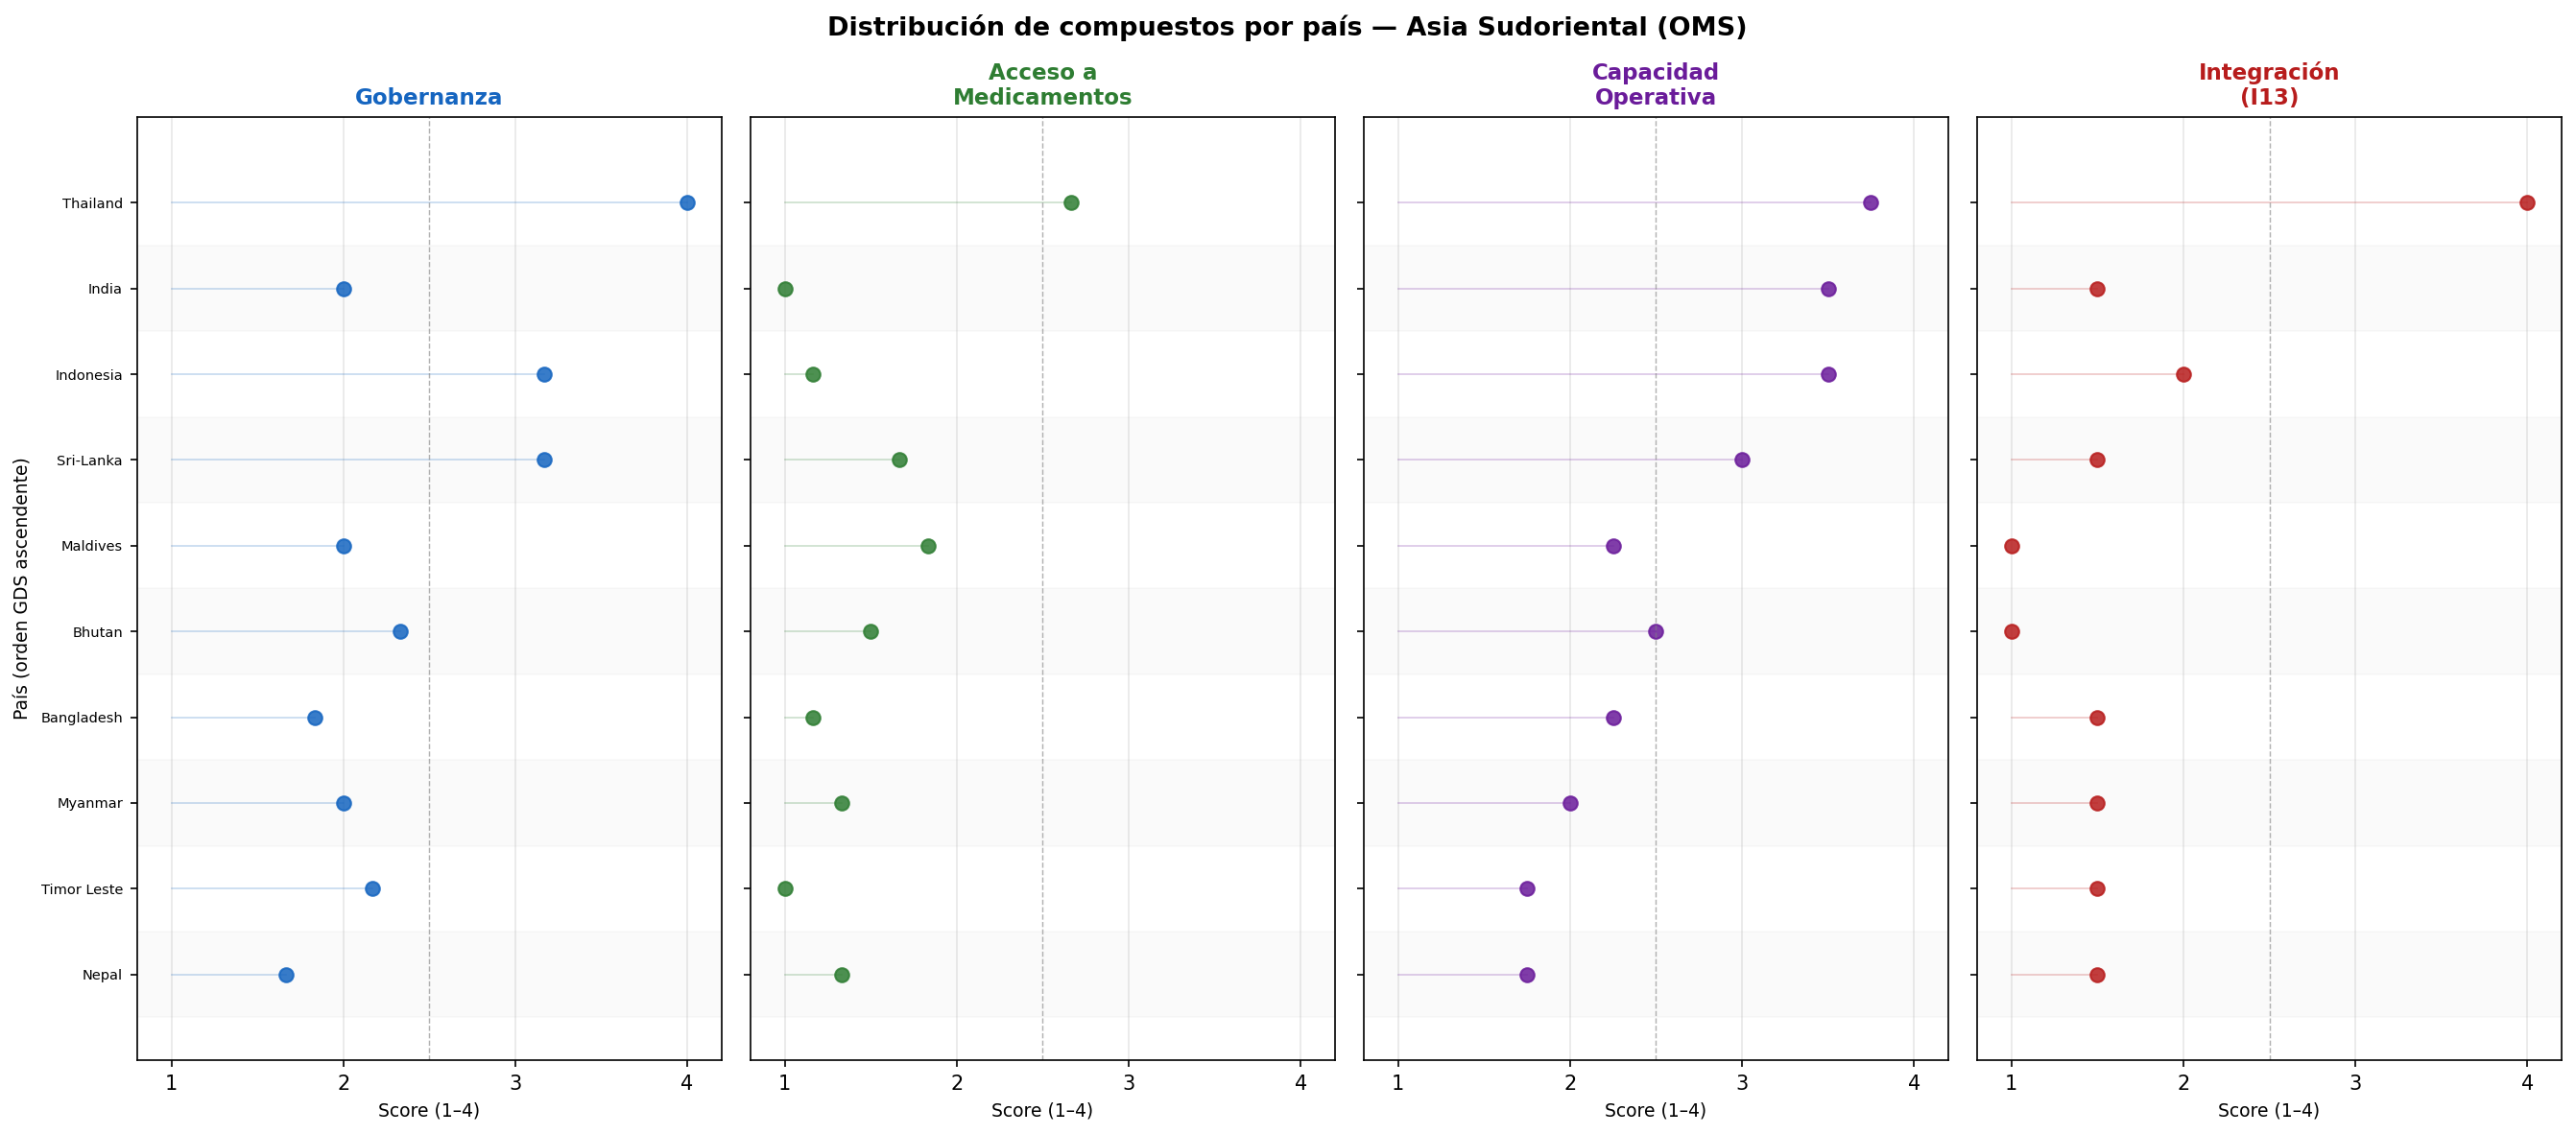 Distribución de compuestos por país — Asia Sudoriental (OMS)
Gobernanza
Acceso a
Medicamentos
Capacidad
Operativa
Integración
(I13)
País (orden GDS ascendente)
Thailand
India
Indonesia
Sri-Lanka
Maldives
Bhutan
Bangladesh
Myanmar
Timor Leste
Nepal
1 2 3 4
1 2 3 4
1 2 3 4
1 2 3 4
Score (1–4)
Score (1–4)
Score (1–4)
Score (1–4)